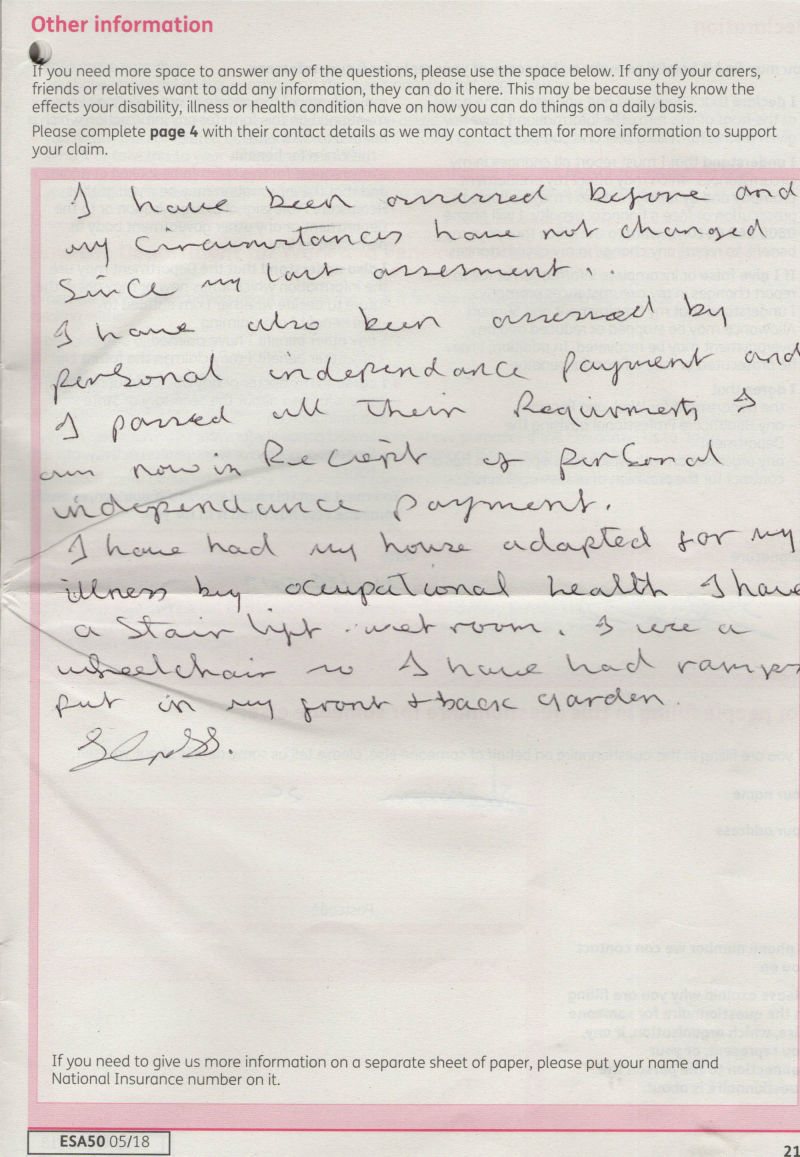 Other information
If you need more space to answer any of the questions, please use the space below. If any of your carers,
friends or relatives want to add any information, they can do it here. This may be because they know the
effects your disability, illness or health condition have on how you can do things on a daily basis.
Please complete page 4 with their contact details as we may contact them for more information to support
your claim.
I have been assessed before and
my circumstances have not changed
since my last assesment.
I have also been assessed by
personal independance payment and
I passed all their Requirments I
am now in Reciept of personal
independance payment.
I have had my house adapted for my
illness by occupational health I have
a stair lift . wet room. I use a
wheelchair so I have had ramps
put in my front + back garden.
If you need to give us more information on a separate sheet of paper, please put your name and
National Insurance number on it.
ESA50 05/18
21